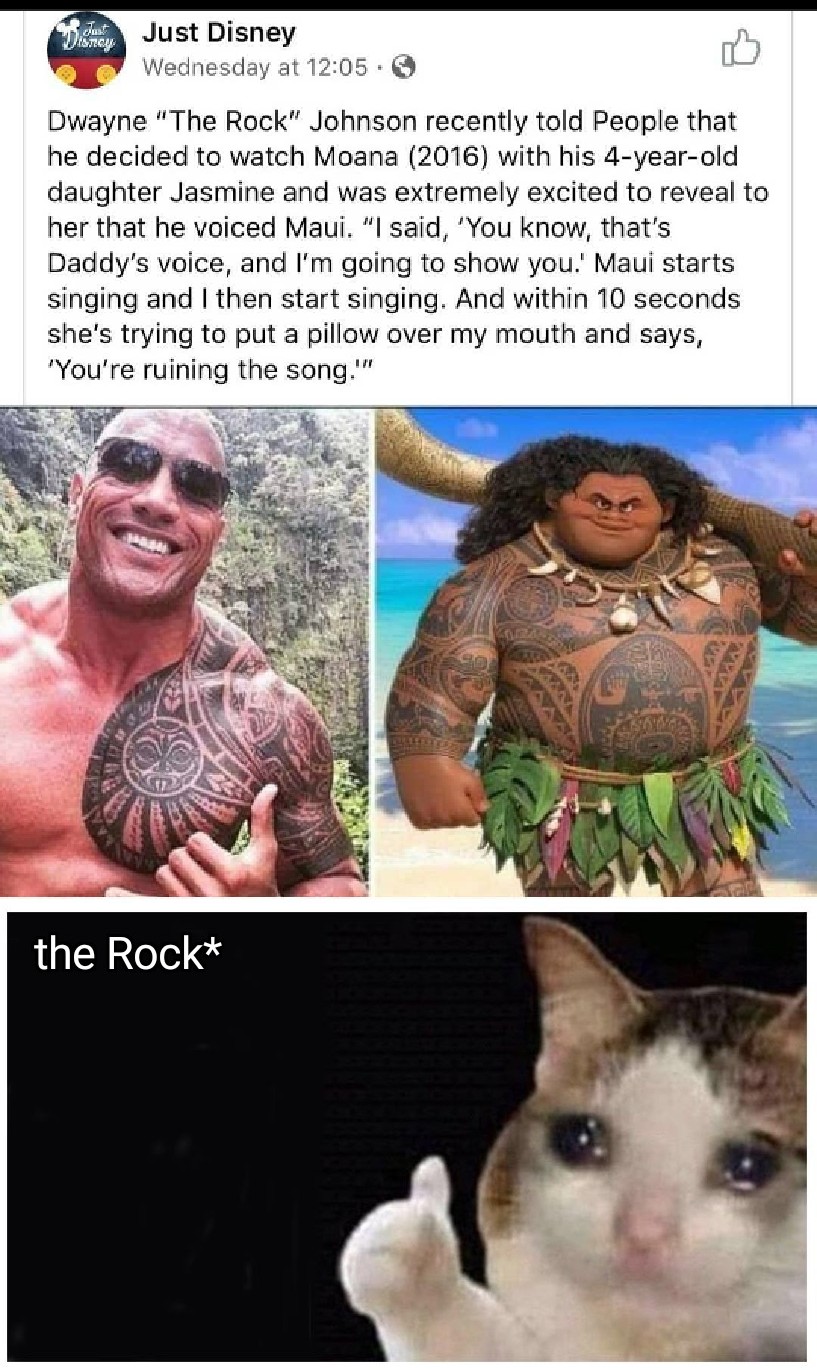 Just Disney
Just Disney
Wednesday at 12:05 ·
Dwayne "The Rock" Johnson recently told People that
he decided to watch Moana (2016) with his 4-year-old
daughter Jasmine and was extremely excited to reveal to
her that he voiced Maui. "I said, 'You know, that's
Daddy's voice, and I'm going to show you.' Maui starts
singing and I then start singing. And within 10 seconds
she's trying to put a pillow over my mouth and says,
'You're ruining the song.'"
the Rock*